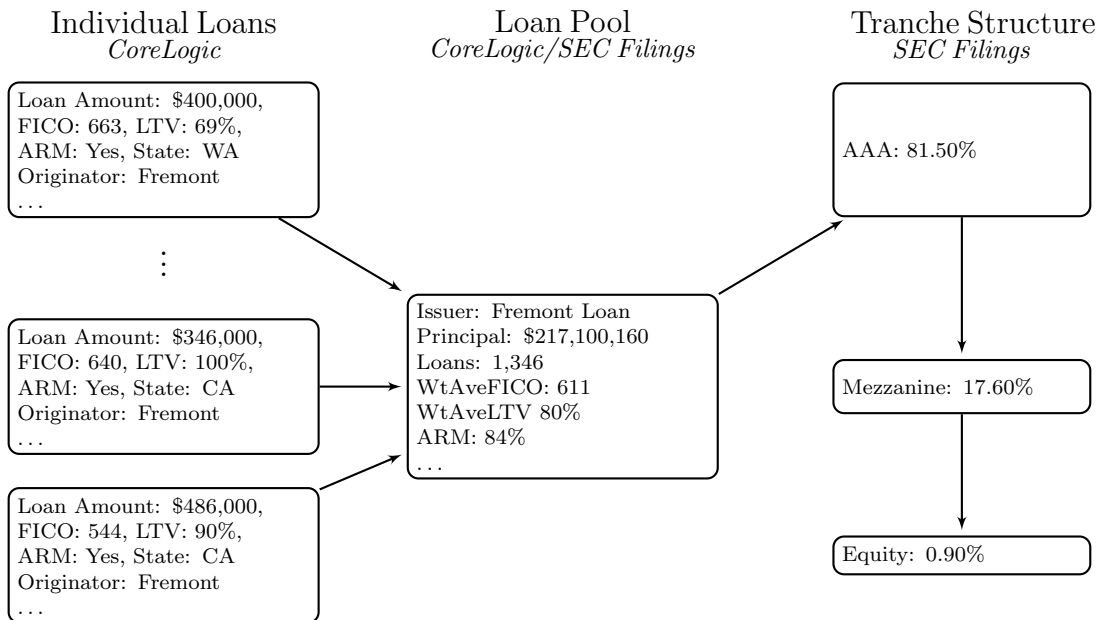 Individual Loans
CoreLogic
Loan Amount: $400,000,
FICO: 663, LTV: 69%,
ARM: Yes, State: WA
Originator: Fremont
...
⋮
Loan Amount: $346,000,
FICO: 640, LTV: 100%,
ARM: Yes, State: CA
Originator: Fremont
...
Loan Amount: $486,000,
FICO: 544, LTV: 90%,
ARM: Yes, State: CA
Originator: Fremont
...
Loan Pool
CoreLogic/SEC Filings
Issuer: Fremont Loan
Principal: $217,100,160
Loans: 1,346
WtAveFICO: 611
WtAveLTV 80%
ARM: 84%
...
Tranche Structure
SEC Filings
AAA: 81.50%
Mezzanine: 17.60%
Equity: 0.90%